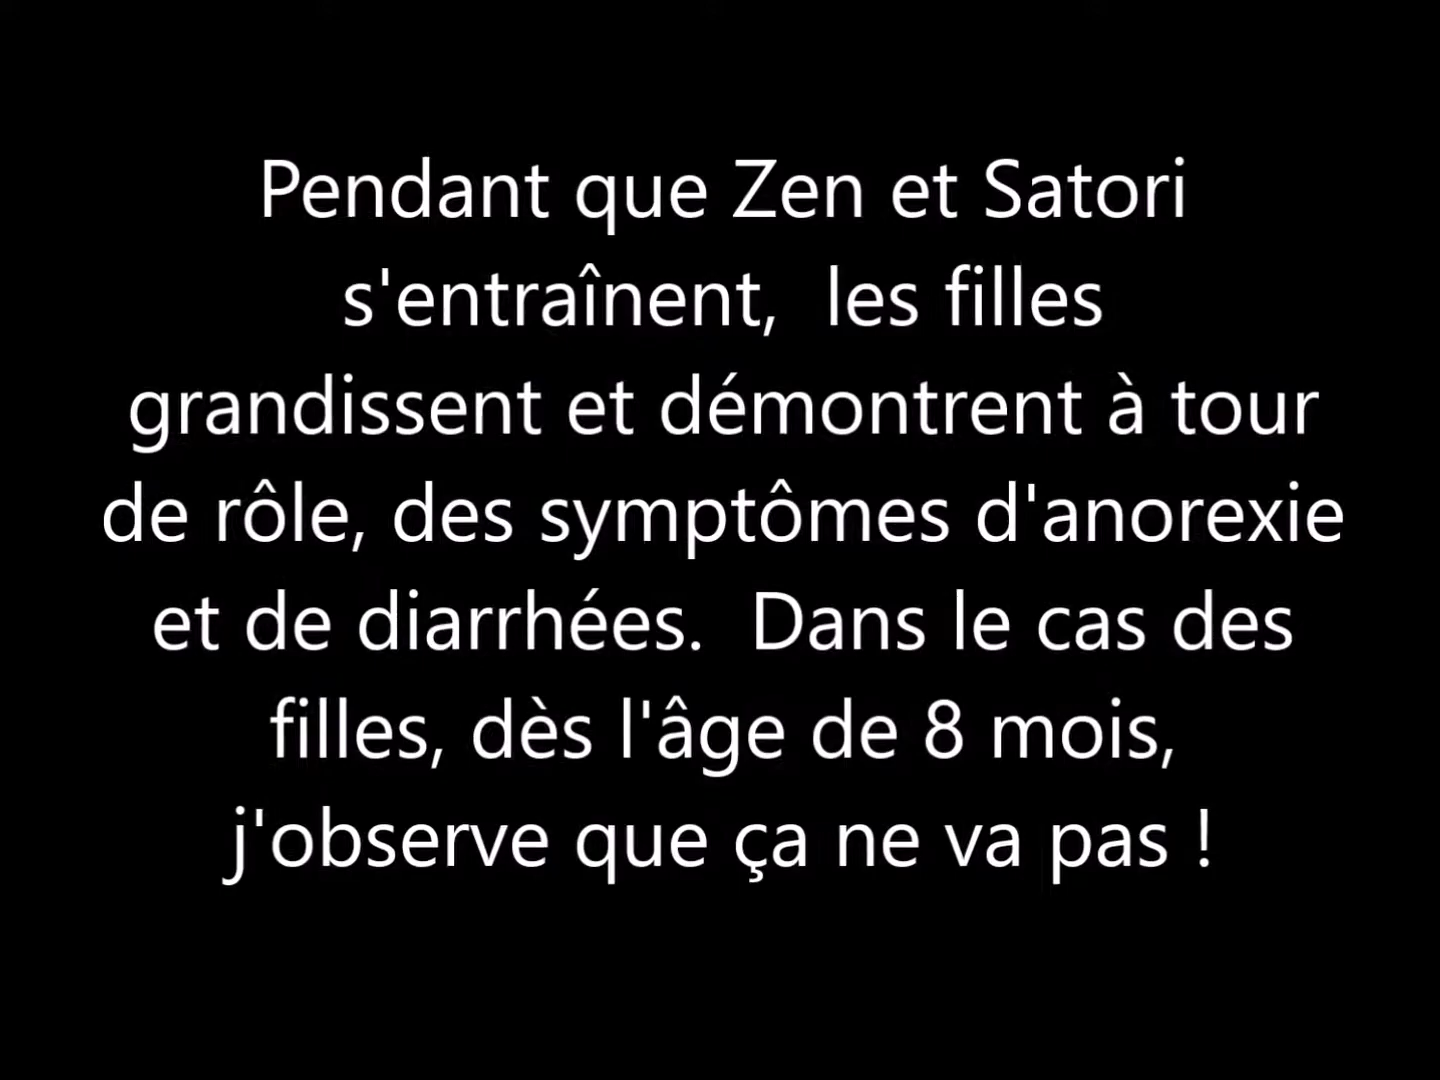 Pendant que Zen et Satori
s'entraînent,  les filles
grandissent et démontrent à tour
de rôle, des symptômes d'anorexie
et de diarrhées.  Dans le cas des
filles, dès l'âge de 8 mois,
j'observe que ça ne va pas !